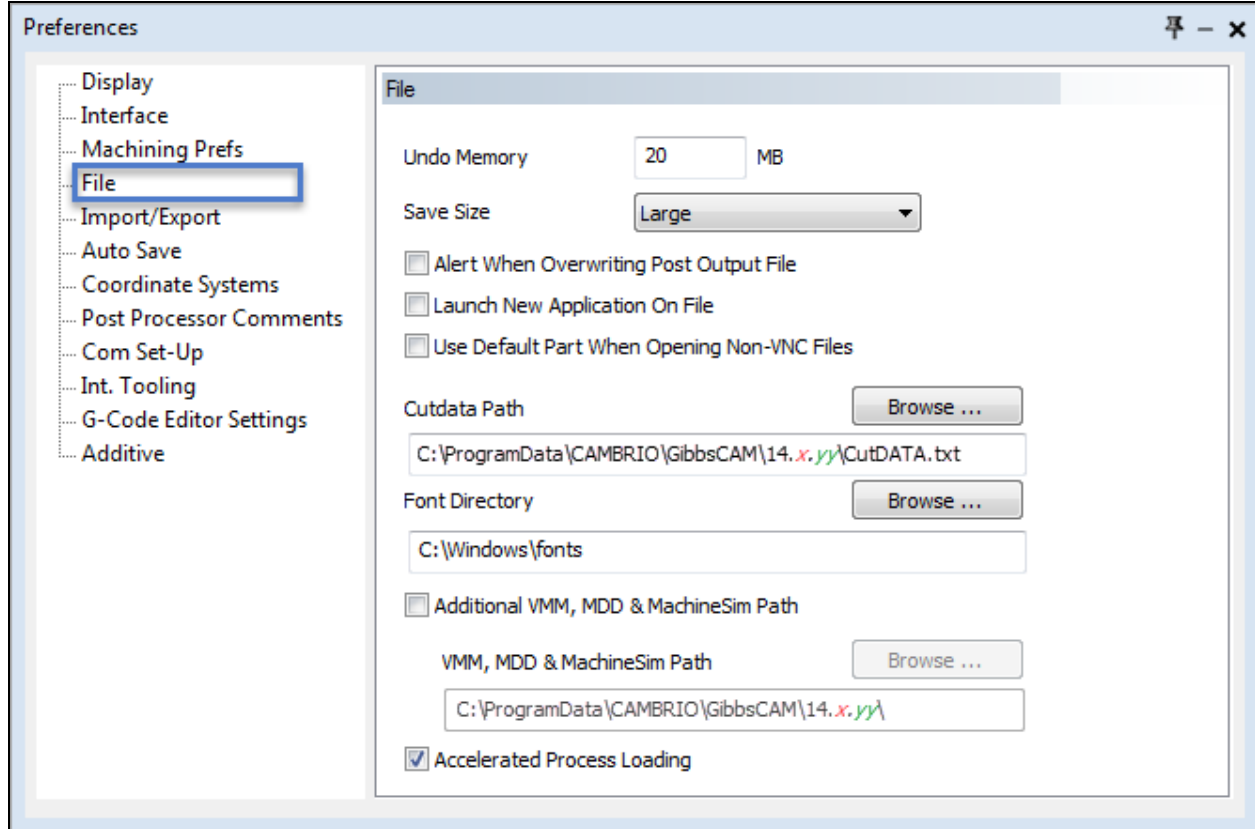 Preferences
Display
Interface
Machining Prefs
File
Import/Export
Auto Save
Coordinate Systems
Post Processor Comments
Com Set-Up
Int. Tooling
G-Code Editor Settings
Additive
File
Undo Memory 20 MB
Save Size Large
Alert When Overwriting Post Output File
Launch New Application On File
Use Default Part When Opening Non-VNC Files
Cutdata Path Browse ...
C:\ProgramData\CAMBRIO\GibbsCAM\14.x.yy\CutDATA.txt
Font Directory Browse ...
C:\Windows\fonts
Additional VMM, MDD & MachineSim Path
VMM, MDD & MachineSim Path Browse ...
C:\ProgramData\CAMBRIO\GibbsCAM\14.x.yy\
Accelerated Process Loading